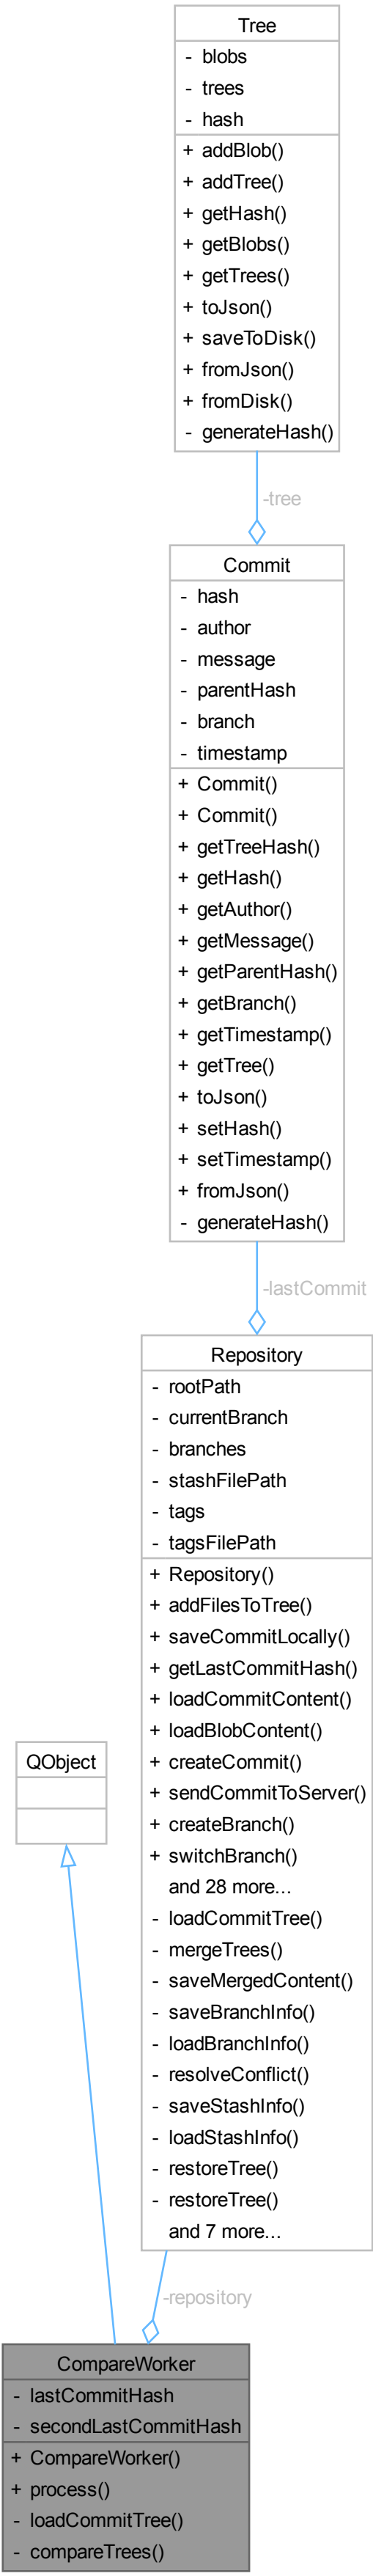 Tree
- blobs
- trees
- hash
+ addBlob()
+ addTree()
+ getHash()
+ getBlobs()
+ getTrees()
+ toJson()
+ saveToDisk()
+ fromJson()
+ fromDisk()
- generateHash()
-tree
Commit
- hash
- author
- message
- parentHash
- branch
- timestamp
+ Commit()
+ Commit()
+ getTreeHash()
+ getHash()
+ getAuthor()
+ getMessage()
+ getParentHash()
+ getBranch()
+ getTimestamp()
+ getTree()
+ toJson()
+ setHash()
+ setTimestamp()
+ fromJson()
- generateHash()
-lastCommit
Repository
- rootPath
- currentBranch
- branches
- stashFilePath
- tags
- tagsFilePath
+ Repository()
+ addFilesToTree()
+ saveCommitLocally()
+ getLastCommitHash()
+ loadCommitContent()
+ loadBlobContent()
+ createCommit()
+ sendCommitToServer()
+ createBranch()
+ switchBranch()
and 28 more...
- loadCommitTree()
- mergeTrees()
- saveMergedContent()
- saveBranchInfo()
- loadBranchInfo()
- resolveConflict()
- saveStashInfo()
- loadStashInfo()
- restoreTree()
- restoreTree()
and 7 more...
QObject
-repository
CompareWorker
- lastCommitHash
- secondLastCommitHash
+ CompareWorker()
+ process()
- loadCommitTree()
- compareTrees()